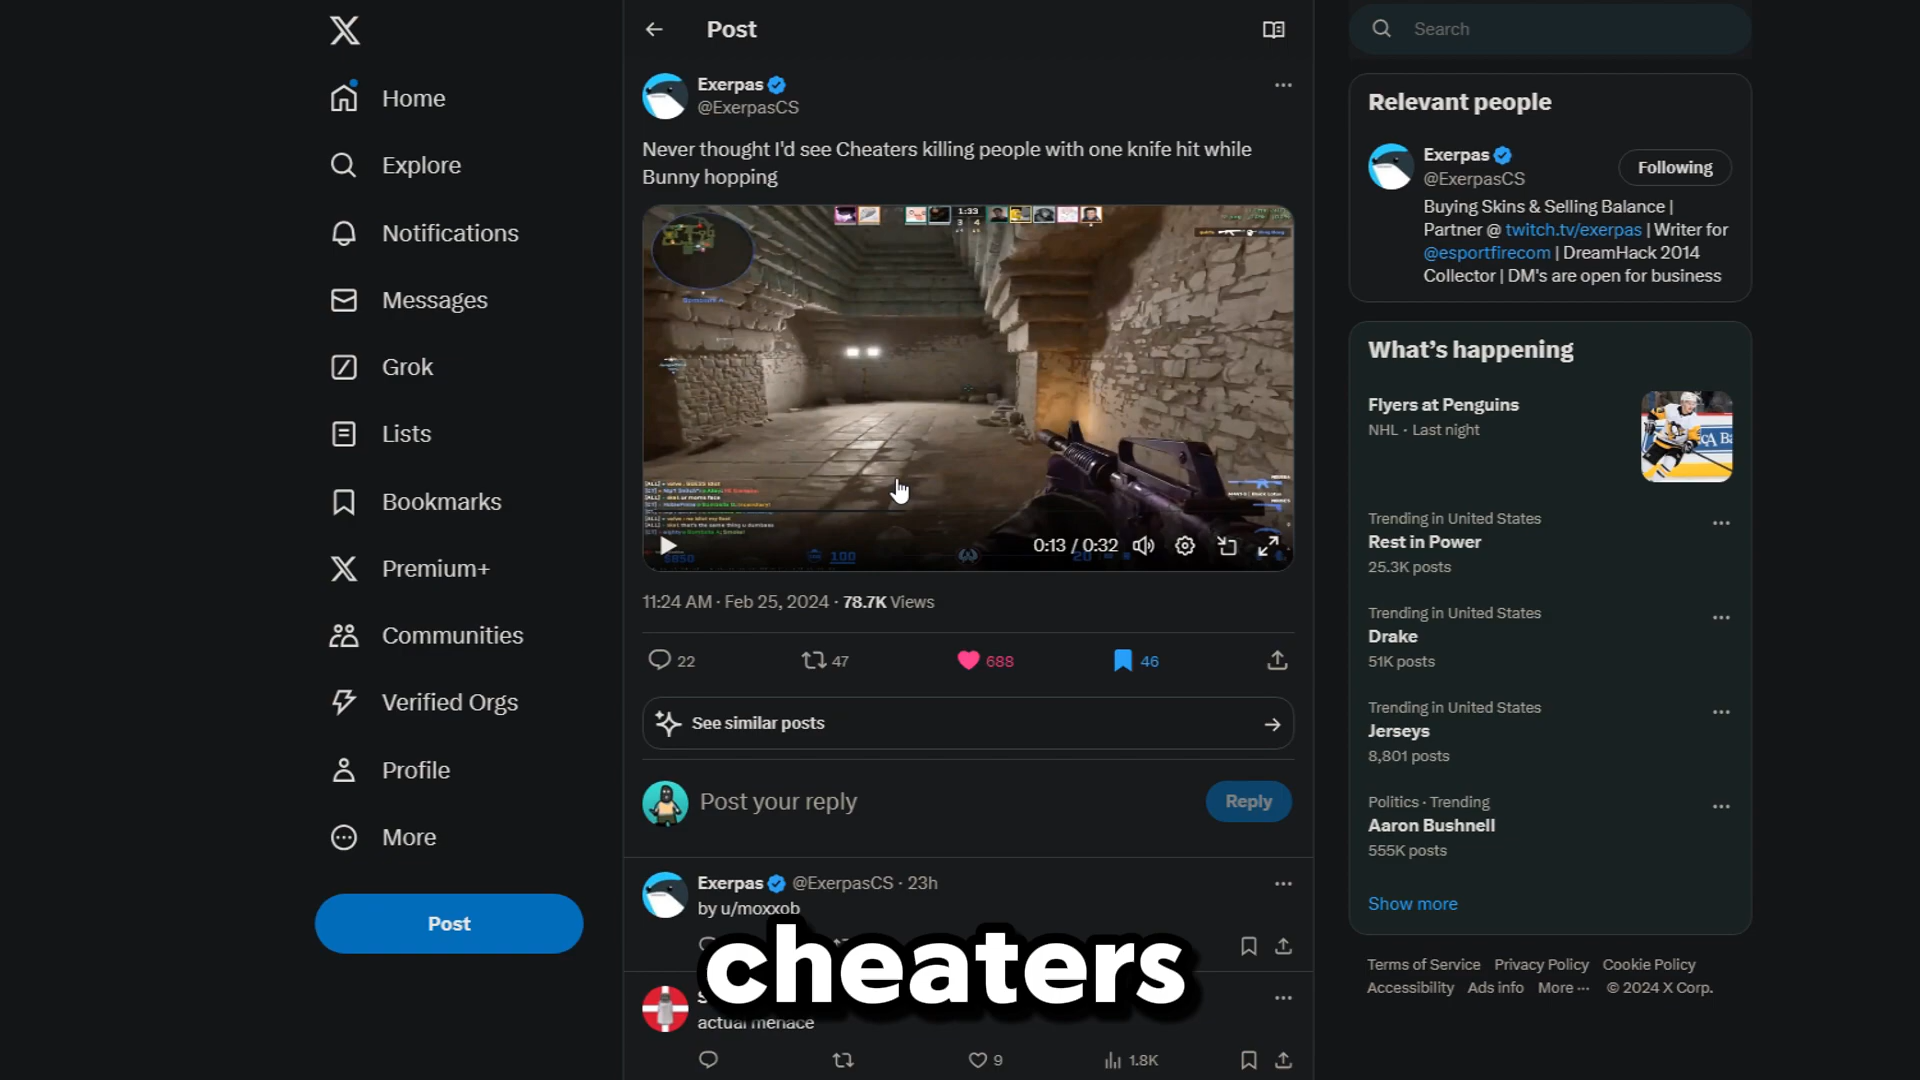 Home
Explore
Notifications
Messages
Grok
Lists
Bookmarks
Premium+
Communities
Verified Orgs
Profile
More
Post
Post
Exerpas
@ExerpasCS
Never thought I'd see Cheaters killing people with one knife hit while
Bunny hopping
1:33
3 4
100
20
0:13 / 0:32
11:24 AM · Feb 25, 2024 · 78.7K Views
22
47
688
46
See similar posts
Post your reply
Reply
Exerpas @ExerpasCS · 23h
by u/moxxob
cheaters
actual menace
9
1.8K
Search
Relevant people
Exerpas
@ExerpasCS
Following
Buying Skins & Selling Balance |
Partner @ twitch.tv/exerpas | Writer for
@esportfirecom | DreamHack 2014
Collector | DM's are open for business
What's happening
Flyers at Penguins
NHL · Last night
Trending in United States
Rest in Power
25.3K posts
Trending in United States
Drake
51K posts
Trending in United States
Jerseys
8,801 posts
Politics · Trending
Aaron Bushnell
555K posts
Show more
Terms of Service Privacy Policy Cookie Policy
Accessibility Ads info More ··· © 2024 X Corp.